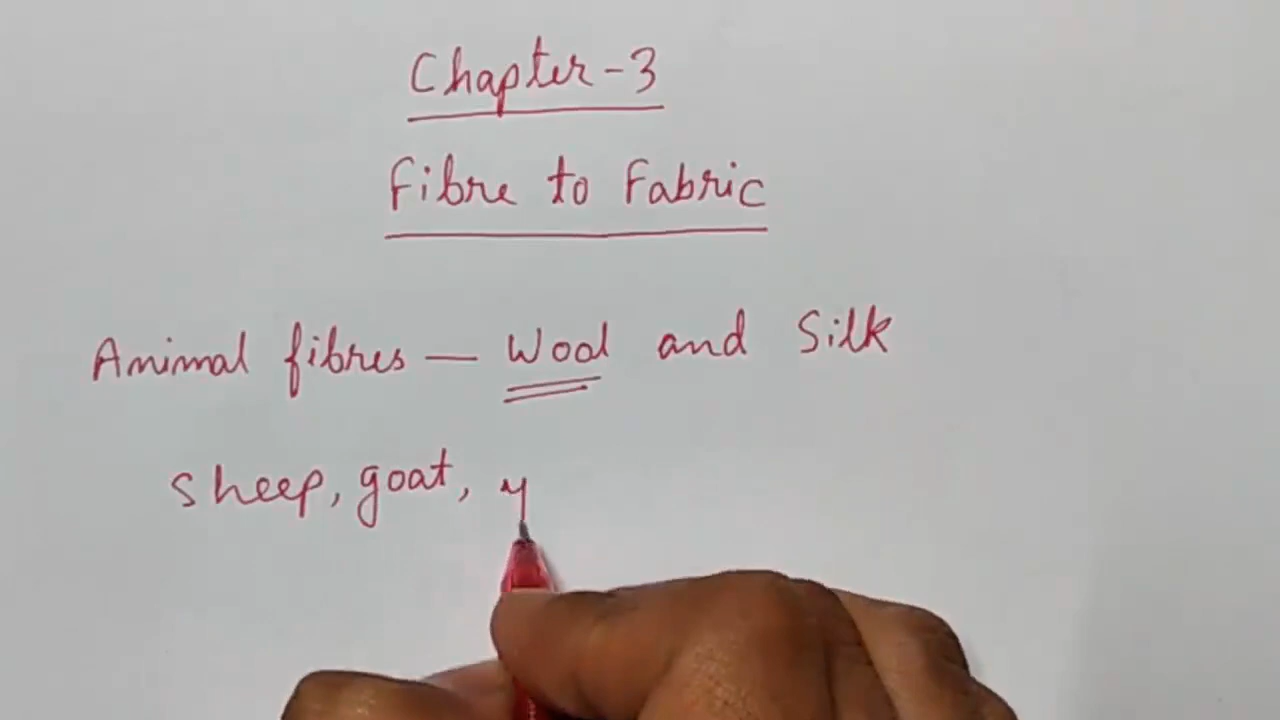 Chapter-3
Fibre to Fabric
Animal fibres — Wool and Silk
Sheep, goat, y